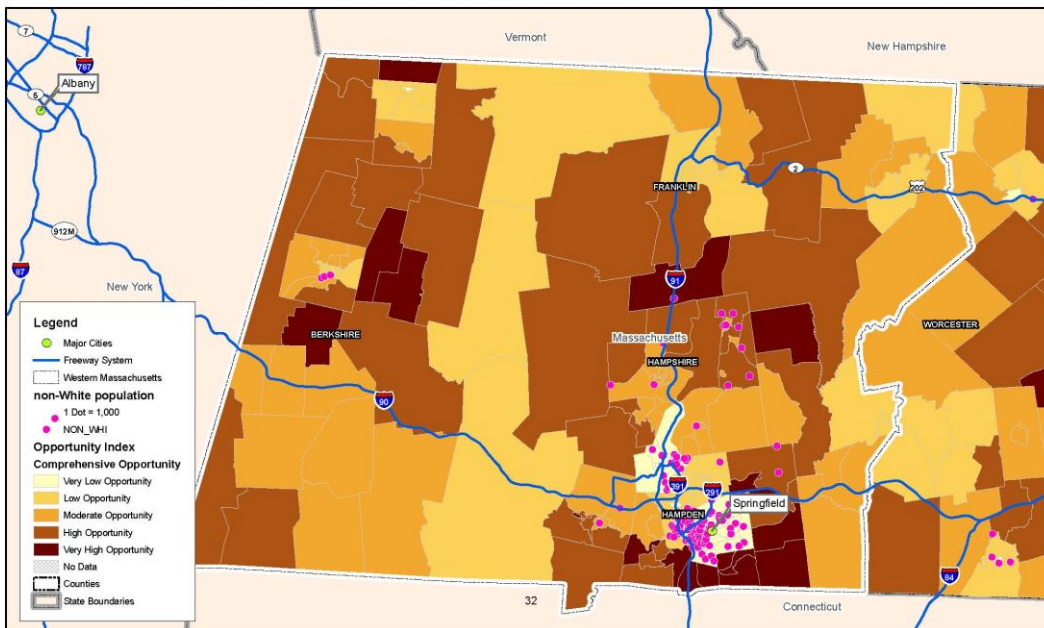 Vermont
New Hampshire
7
787
Albany
5
2
FRANKLIN
202
912M
87
91
New York
Legend
Major Cities
Freeway System
Western Massachusetts
non-White population
1 Dot = 1,000
NON_WHI
Opportunity Index
Comprehensive Opportunity
Very Low Opportunity
Low Opportunity
Moderate Opportunity
High Opportunity
Very High Opportunity
No Data
Counties
State Boundaries
BERKSHIRE
Massachusetts
HAMPSHIRE
WORCESTER
90
391
291
Springfield
HAMPDEN
84
32
Connecticut